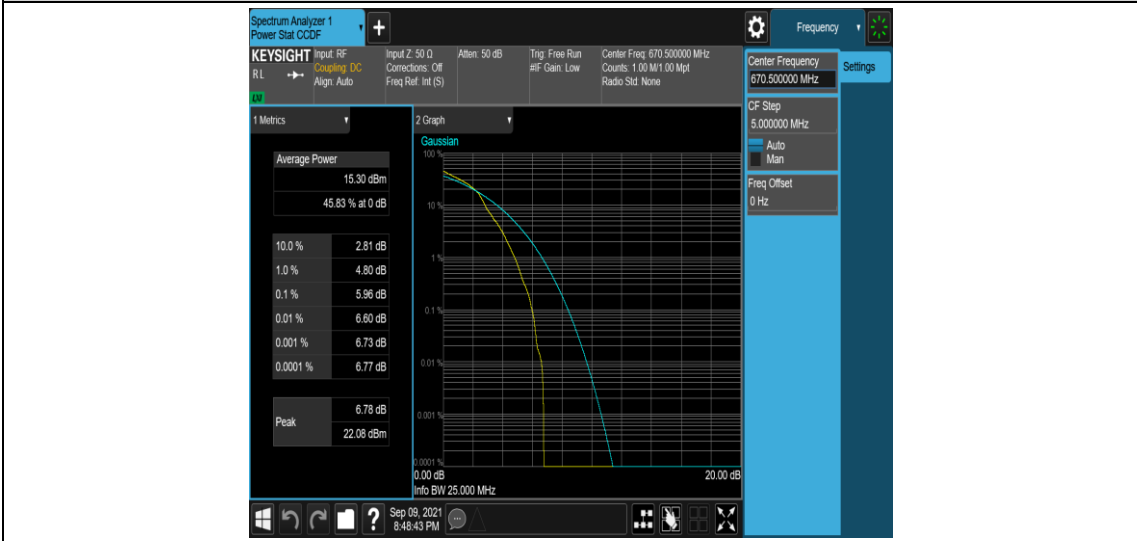 Spectrum Analyzer 1
Power Stat CCDF
+
Frequency
KEYSIGHT
RL
LM
Input: RF
Coupling: DC
Align: Auto
Input Z: 50 Ω
Corrections: Off
Freq Ref: Int (S)
Atten: 50 dB
Trig: Free Run
#IF Gain: Low
Center Freq: 670.500000 MHz
Counts: 1.00 M/1.00 Mpt
Radio Std: None
Center Frequency
670.500000 MHz
Settings
CF Step
5.000000 MHz
Auto
Man
Freq Offset
0 Hz
1 Metrics
Average Power
15.30 dBm
45.83 % at 0 dB
10.0 % 2.81 dB
1.0 % 4.80 dB
0.1 % 5.96 dB
0.01 % 6.60 dB
0.001 % 6.73 dB
0.0001 % 6.77 dB
Peak
6.78 dB
22.08 dBm
2 Graph
Gaussian
100 %
10 %
1 %
0.1 %
0.01 %
0.001 %
0.0001 %
0.00 dB 20.00 dB
Info BW 25.000 MHz
?
Sep 09, 2021
8:48:43 PM